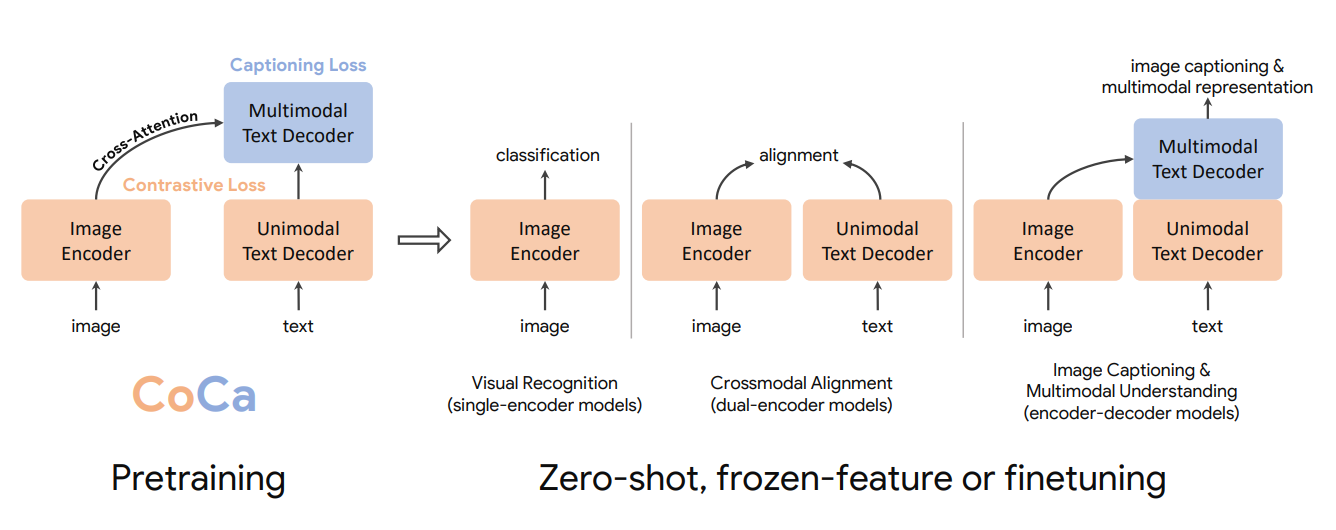 Captioning Loss
Multimodal
Text Decoder
Cross-Attention
Contrastive Loss
Image
Encoder
Unimodal
Text Decoder
image
text
CoCa
Pretraining
classification
Image
Encoder
image
Visual Recognition
(single-encoder models)
alignment
Image
Encoder
Unimodal
Text Decoder
image
text
Crossmodal Alignment
(dual-encoder models)
image captioning &
multimodal representation
Multimodal
Text Decoder
Image
Encoder
Unimodal
Text Decoder
image
text
Image Captioning &
Multimodal Understanding
(encoder-decoder models)
Zero-shot, frozen-feature or finetuning